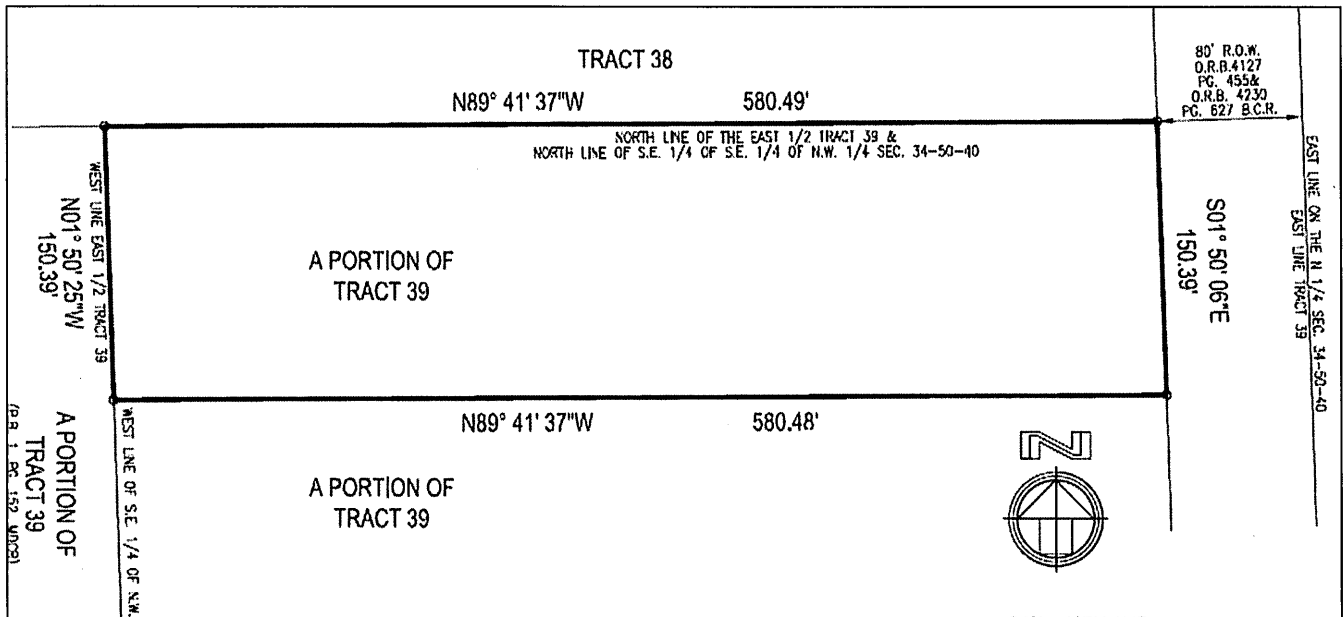 TRACT 38
80' R.O.W.
O.R.B.4127
PG. 455&
O.R.B. 4230
PG. 627 B.C.R.
N89° 41' 37"W 580.49'
NORTH LINE OF THE EAST 1/2 TRACT 39 &
NORTH LINE OF S.E. 1/4 OF S.E. 1/4 OF N.W. 1/4 SEC. 34-50-40
WEST LINE EAST 1/2 TRACT 39
N01° 50' 25"W
150.39'
A PORTION OF
TRACT 39
S01° 50' 06"E
150.39'
EAST LINE ON THE N 1/4 SEC. 34-50-40
EAST LINE TRACT 39
N89° 41' 37"W 580.48'
A PORTION OF
TRACT 39
WEST LINE OF S.E. 1/4 OF N.W.
A PORTION OF
TRACT 39
(P.B. 1 PG. 152
N